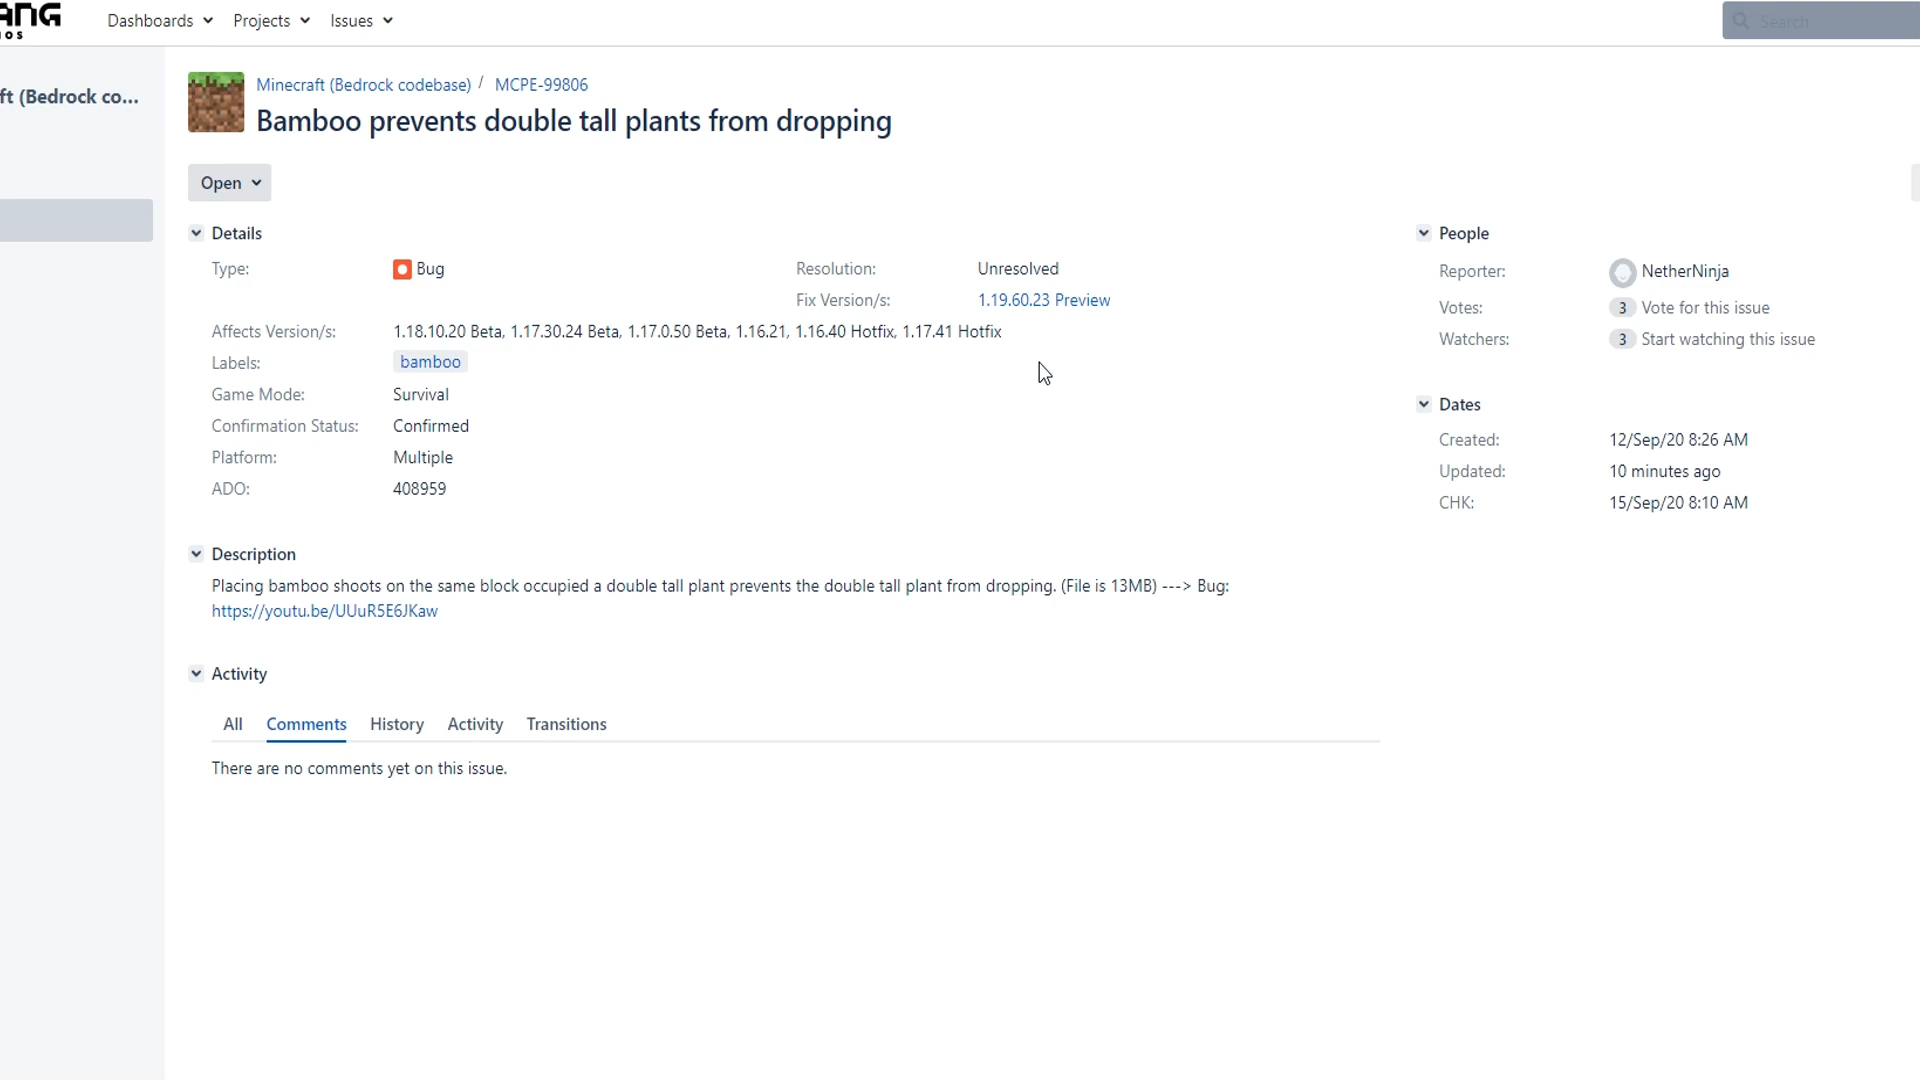 ANG
IOS
Dashboards Projects Issues
Search
ft (Bedrock co...
Minecraft (Bedrock codebase) / MCPE-99806
Bamboo prevents double tall plants from dropping
Open
Details
Type: Bug
Resolution: Unresolved
Fix Version/s: 1.19.60.23 Preview
Affects Version/s: 1.18.10.20 Beta, 1.17.30.24 Beta, 1.17.0.50 Beta, 1.16.21, 1.16.40 Hotfix, 1.17.41 Hotfix
Labels: bamboo
Game Mode: Survival
Confirmation Status: Confirmed
Platform: Multiple
ADO: 408959
People
Reporter: NetherNinja
Votes: 3 Vote for this issue
Watchers: 3 Start watching this issue
Dates
Created: 12/Sep/20 8:26 AM
Updated: 10 minutes ago
CHK: 15/Sep/20 8:10 AM
Description
Placing bamboo shoots on the same block occupied a double tall plant prevents the double tall plant from dropping. (File is 13MB) ---> Bug:
https://youtu.be/UUuR5E6JKaw
Activity
All Comments History Activity Transitions
There are no comments yet on this issue.